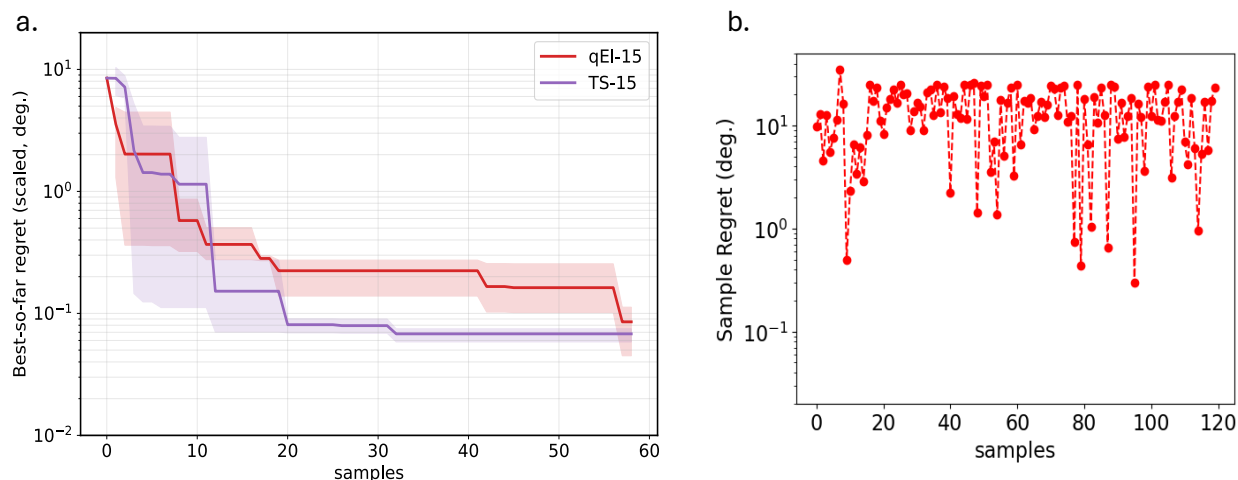 a.
Best-so-far regret (scaled, deg.)
10^1
10^0
10^-1
10^-2
qEI-15
TS-15
0 10 20 30 40 50 60
samples
b.
Sample Regret (deg.)
10^1
10^0
10^-1
0 20 40 60 80 100 120
samples